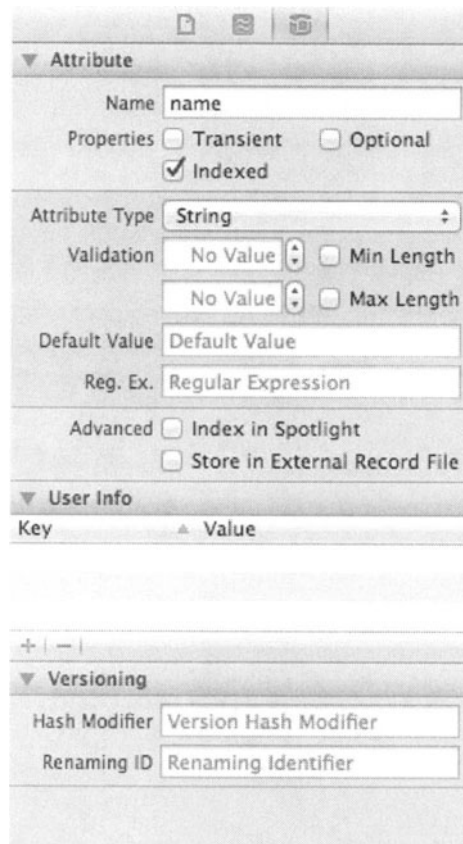 Attribute
Name name
Properties Transient Optional
Indexed
Attribute Type String
Validation No Value Min Length
No Value Max Length
Default Value Default Value
Reg. Ex. Regular Expression
Advanced Index in Spotlight
Store in External Record File
User Info
Key Value
+ −
Versioning
Hash Modifier Version Hash Modifier
Renaming ID Renaming Identifier